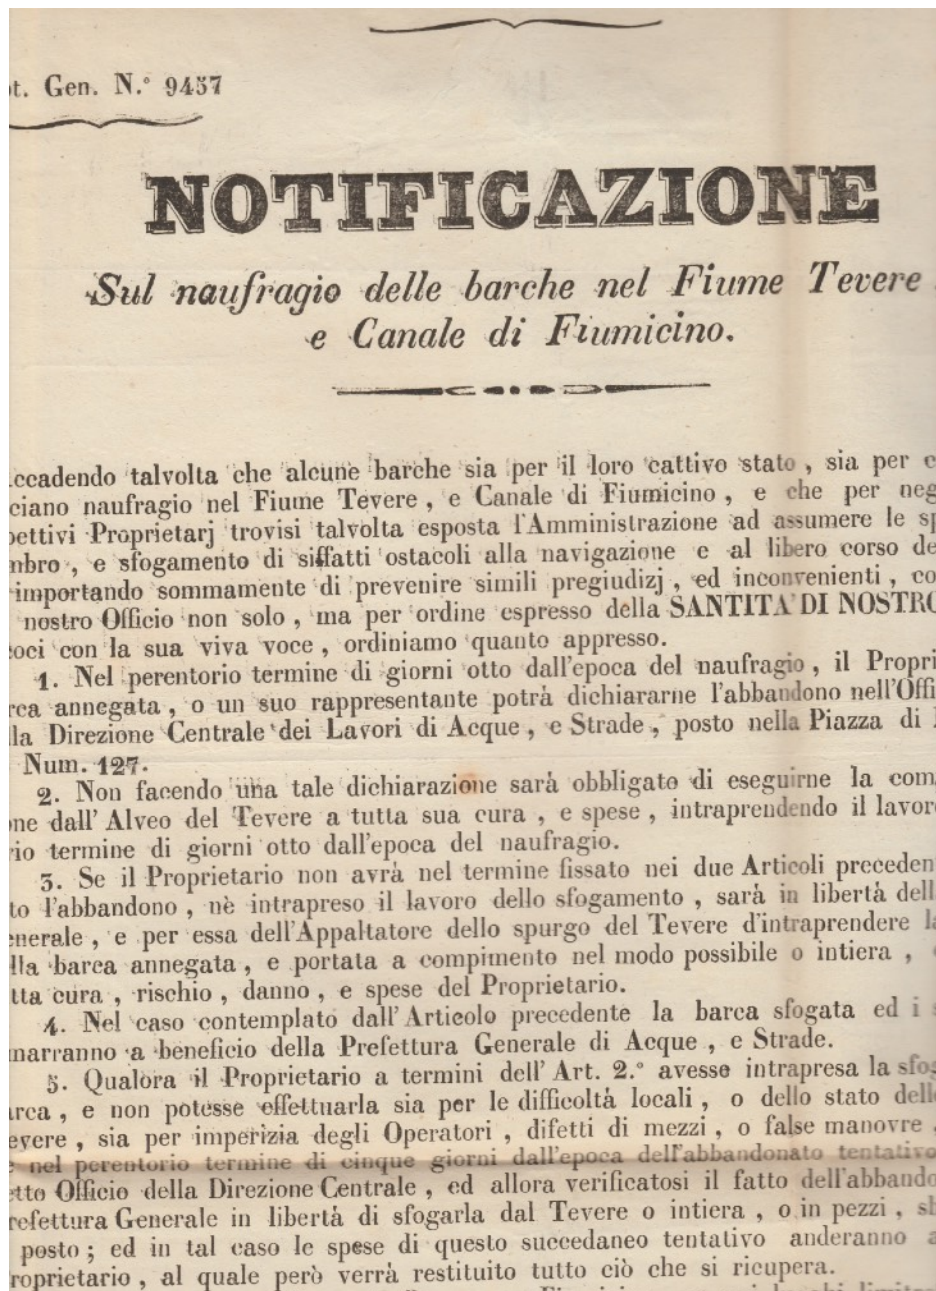 ot. Gen. N.° 9457
NOTIFICAZIONE
Sul naufragio delle barche nel Fiume Tevere
e Canale di Fiumicino.
ccadendo talvolta che alcune barche sia per il loro cattivo stato , sia per c
ciano naufragio nel Fiume Tevere , e Canale di Fiumicino , e che per neg
pettivi Proprietarj trovisi talvolta esposta l'Amministrazione ad assumere le sp
mbro , e sfogamento di siffatti ostacoli alla navigazione e al libero corso de
importando sommamente di prevenire simili pregiudizj , ed inconvenienti , co
nostro Officio non solo , ma per ordine espresso della SANTITA' DI NOSTRO
oci con la sua viva voce , ordiniamo quanto appresso.
1. Nel perentorio termine di giorni otto dall'epoca del naufragio , il Propri
rca annegata , o un suo rappresentante potrà dichiararne l'abbandono nell'Offi
la Direzione Centrale dei Lavori di Acque , e Strade , posto nella Piazza di
Num. 127.
2. Non facendo una tale dichiarazione sarà obbligato di eseguirne la com
ne dall' Alveo del Tevere a tutta sua cura , e spese , intraprendendo il lavor
rio termine di giorni otto dall'epoca del naufragio.
3. Se il Proprietario non avrà nel termine fissato nei due Articoli preceden
to l'abbandono , nè intrapreso il lavoro dello sfogamento , sarà in libertà dell
enerale , e per essa dell'Appaltatore dello spurgo del Tevere d'intraprendere l
lla barca annegata , e portata a compimento nel modo possibile o intiera ,
tta cura , rischio , danno , e spese del Proprietario.
4. Nel caso contemplato dall'Articolo precedente la barca sfogata ed i
marranno a beneficio della Prefettura Generale di Acque , e Strade.
5. Qualora il Proprietario a termini dell' Art. 2.° avesse intrapresa la sfog
arca , e non potesse effettuarla sia per le difficoltà locali , o dello stato dell
evere , sia per imperizia degli Operatori , difetti di mezzi , o false manovre
e nel perentorio termine di cinque giorni dall'epoca dell'abbandonato tentativo
etto Officio della Direzione Centrale , ed allora verificatosi il fatto dell'abbando
refettura Generale in libertà di sfogarla dal Tevere o intiera , o in pezzi , sb
posto ; ed in tal caso le spese di questo succedaneo tentativo anderanno a
roprietario , al quale però verrà restituito tutto ciò che si ricupera.